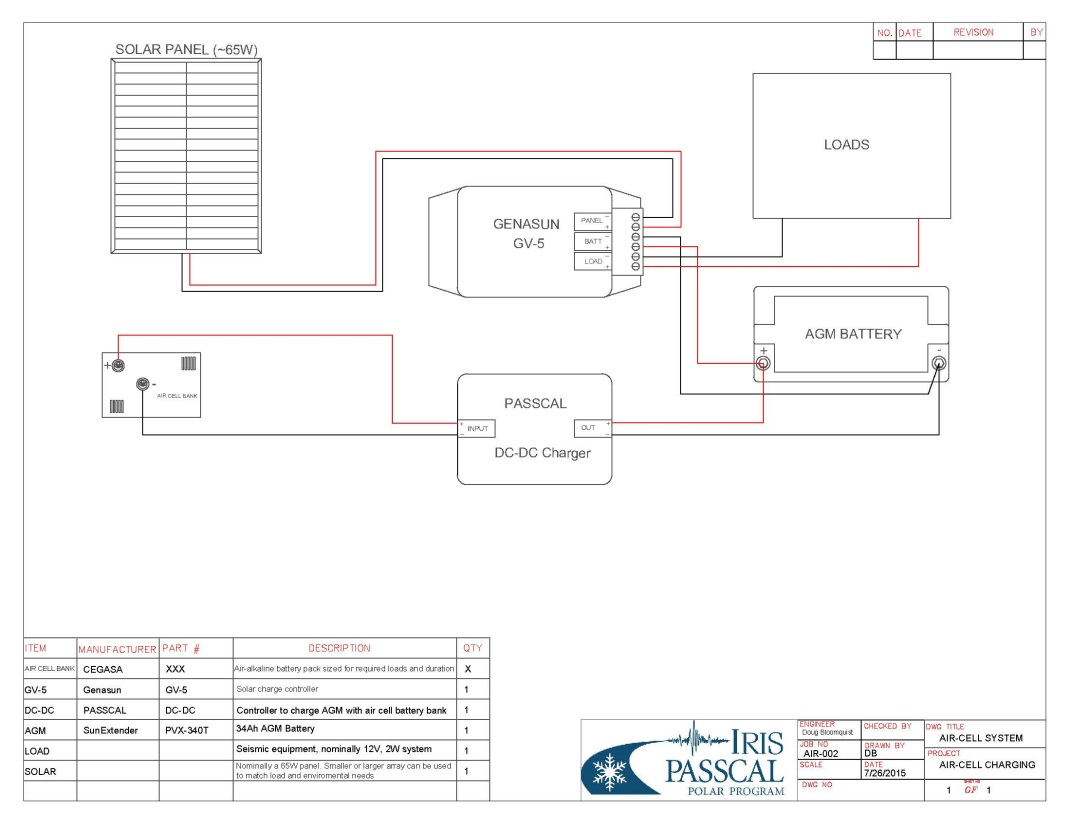 NO. DATE REVISION BY
SOLAR PANEL (~65W)
LOADS
GENASUN
GV-5
PANEL - +
BATT - +
LOAD - +
AGM BATTERY
+ -
+
-
AIR CELL BANK
PASSCAL
+ INPUT -
OUT + -
DC-DC Charger
ITEM MANUFACTURER PART # DESCRIPTION QTY
AIR CELL BANK CEGASA XXX Air-alkaline battery pack sized for required loads and duration X
GV-5 Genasun GV-5 Solar charge controller 1
DC-DC PASSCAL DC-DC Controller to charge AGM with air cell battery bank 1
AGM SunExtender PVX-340T 34Ah AGM Battery 1
LOAD Seismic equipment, nominally 12V, 2W system 1
SOLAR Nominally a 65W panel. Smaller or larger array can be used
to match load and enviromental needs 1
IRIS
PASSCAL
POLAR PROGRAM
ENGINEER
Doug Bloomquist
CHECKED BY
DWG TITLE
AIR-CELL SYSTEM
JOB NO
AIR-002
DRAWN BY
DB
PROJECT
AIR-CELL CHARGING
SCALE
DATE
7/26/2015
DWG NO
1 OF 1